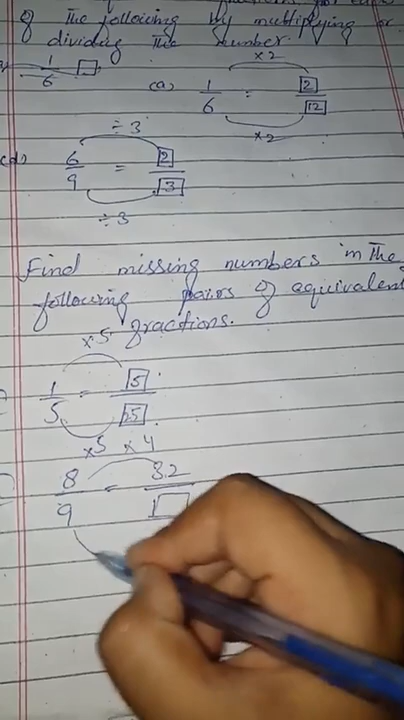 of the following by multiplying or
dividing the number.
1/6
(a) 1/6 = 2/12
×2
×2
(d) 6/9 = 2/3
÷3
÷3
Find missing numbers in the
following pairs of equivalent
fractions.
×5
1/5 = 5/25
×5
×4
8/9 = 32/